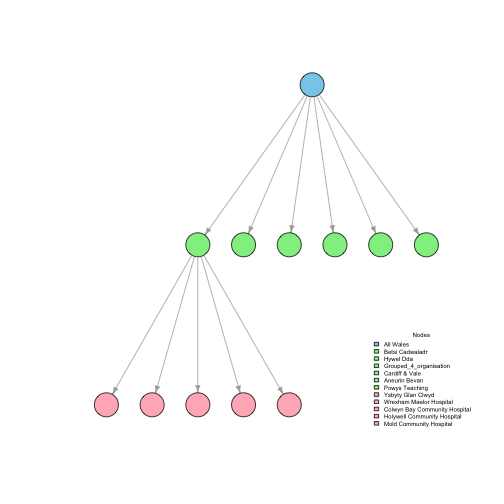 Nodes
All Wales
Betsi Cadwaladr
Hywel Dda
Grouped_4_organisation
Cardiff & Vale
Aneurin Bevan
Powys Teaching
Ysbyty Glan Clwyd
Wrexham Maelor Hospital
Colwyn Bay Community Hospital
Holywell Community Hospital
Mold Community Hospital